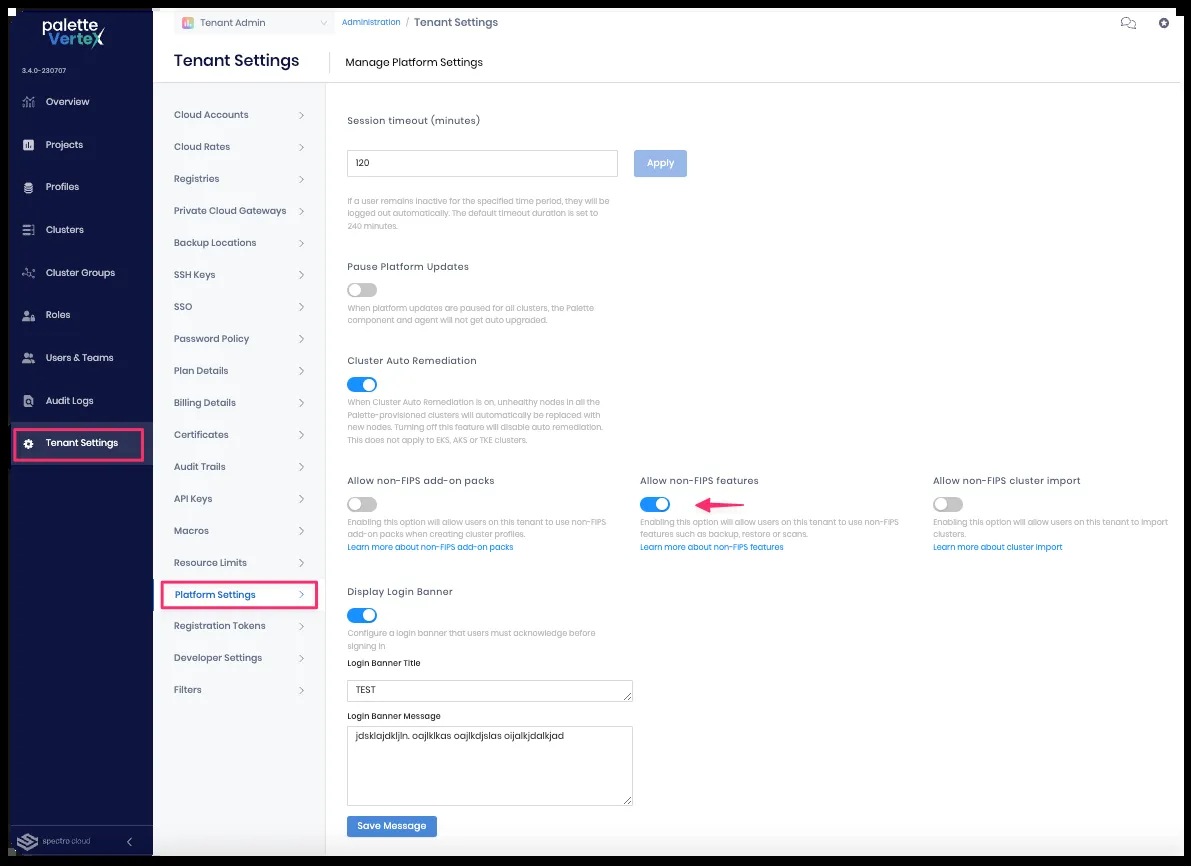 palette
VerteX
3.4.0-230707
Overview
Projects
Profiles
Clusters
Cluster Groups
Roles
Users & Teams
Audit Logs
Tenant Settings
spectro cloud
Tenant Admin
Administration / Tenant Settings
Tenant Settings
Manage Platform Settings
Cloud Accounts
Cloud Rates
Registries
Private Cloud Gateways
Backup Locations
SSH Keys
SSO
Password Policy
Plan Details
Billing Details
Certificates
Audit Trails
API Keys
Macros
Resource Limits
Platform Settings
Registration Tokens
Developer Settings
Filters
Session timeout (minutes)
120
Apply
If a user remains inactive for the specified time period, they will be
logged out automatically. The default timeout duration is set to
240 minutes.
Pause Platform Updates
When platform updates are paused for all clusters, the Palette
component and agent will not get auto upgraded.
Cluster Auto Remediation
When Cluster Auto Remediation is on, unhealthy nodes in all the
Palette-provisioned clusters will automatically be replaced with
new nodes. Turning off this feature will disable auto remediation.
This does not apply to EKS, AKS or TKE clusters.
Allow non-FIPS add-on packs
Enabling this option will allow users on this tenant to use non-FIPS
add-on packs when creating cluster profiles.
Learn more about non-FIPS add-on packs
Allow non-FIPS features
Enabling this option will allow users on this tenant to use non-FIPS
features such as backup, restore or scans.
Learn more about non-FIPS features
Allow non-FIPS cluster import
Enabling this option will allow users on this tenant to import
clusters.
Learn more about cluster import
Display Login Banner
Configure a login banner that users must acknowledge before
signing in
Login Banner Title
TEST
Login Banner Message
jdsklajdkljln. oajlklkas oajlkdjslas oijalkjdalkjad
Save Message